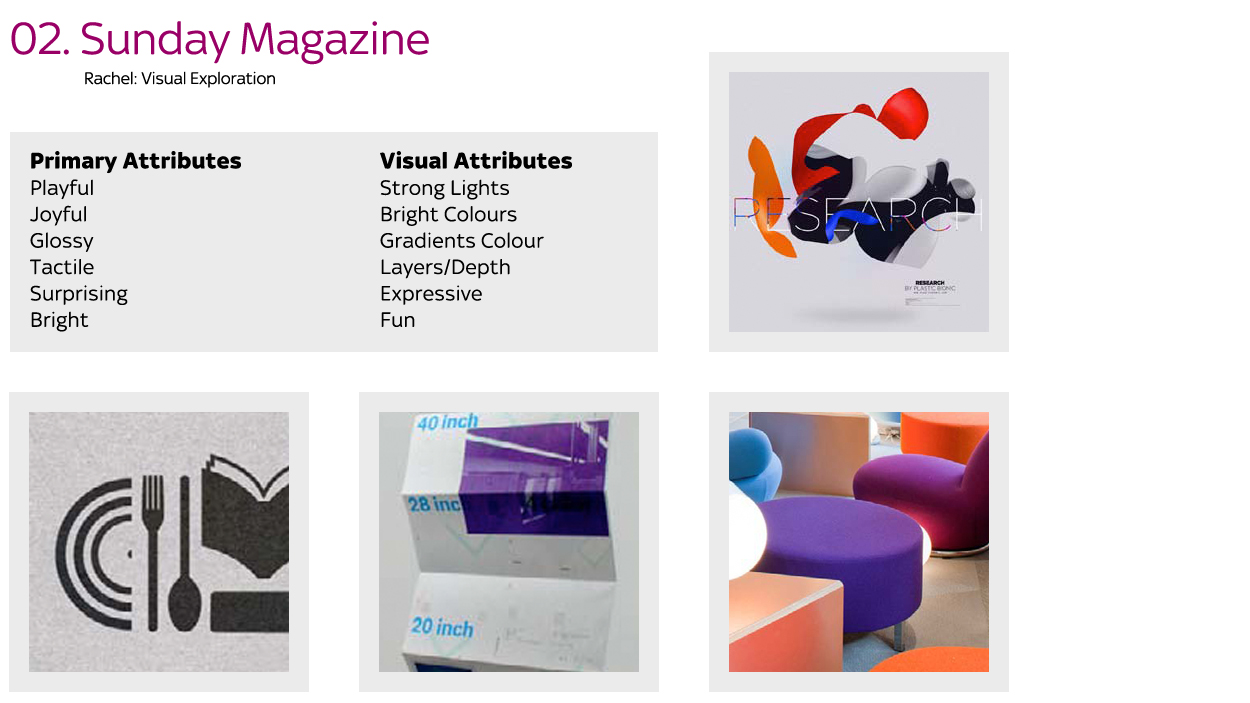 02. Sunday Magazine
Rachel: Visual Exploration
Primary Attributes
Playful
Joyful
Glossy
Tactile
Surprising
Bright
Visual Attributes
Strong Lights
Bright Colours
Gradients Colour
Layers/Depth
Expressive
Fun
RESEARCH
RESEARCH
BY PLASTIC BIONIC
40 inch
28 inch
20 inch